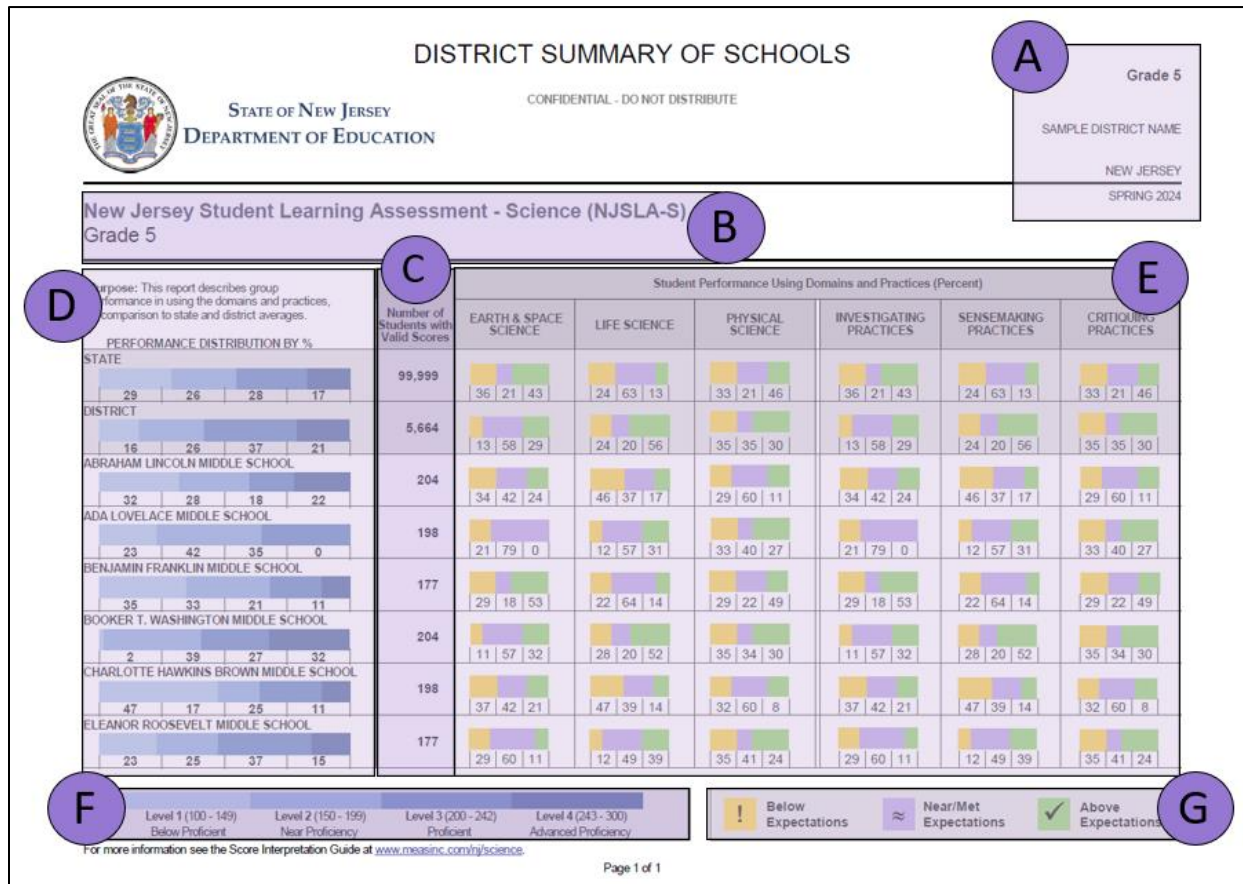 DISTRICT SUMMARY OF SCHOOLS
A
Grade 5
STATE OF NEW JERSEY
DEPARTMENT OF EDUCATION
CONFIDENTIAL - DO NOT DISTRIBUTE
SAMPLE DISTRICT NAME
NEW JERSEY
SPRING 2024
New Jersey Student Learning Assessment - Science (NJSLA-S)
Grade 5
B
C
D
E
Purpose: This report describes group
performance in using the domains and practices,
comparison to state and district averages.
PERFORMANCE DISTRIBUTION BY %
Number of
Students with
Valid Scores
Student Performance Using Domains and Practices (Percent)
EARTH & SPACE
SCIENCE
LIFE SCIENCE
PHYSICAL
SCIENCE
INVESTIGATING
PRACTICES
SENSEMAKING
PRACTICES
CRITIQUING
PRACTICES
STATE
29 26 28 17
99,999
36 21 43 24 63 13 33 21 46 36 21 43 24 63 13 33 21 46
DISTRICT
16 26 37 21
5,664
13 58 29 24 20 56 35 35 30 13 58 29 24 20 56 35 35 30
ABRAHAM LINCOLN MIDDLE SCHOOL
32 28 18 22
204
34 42 24 46 37 17 29 60 11 34 42 24 46 37 17 29 60 11
ADA LOVELACE MIDDLE SCHOOL
23 42 35 0
198
21 79 0 12 57 31 33 40 27 21 79 0 12 57 31 33 40 27
BENJAMIN FRANKLIN MIDDLE SCHOOL
35 33 21 11
177
29 18 53 22 64 14 29 22 49 29 18 53 22 64 14 29 22 49
BOOKER T. WASHINGTON MIDDLE SCHOOL
2 39 27 32
204
11 57 32 28 20 52 35 34 30 11 57 32 28 20 52 35 34 30
CHARLOTTE HAWKINS BROWN MIDDLE SCHOOL
47 17 25 11
198
37 42 21 47 39 14 32 60 8 37 42 21 47 39 14 32 60 8
ELEANOR ROOSEVELT MIDDLE SCHOOL
23 25 37 15
177
29 60 11 12 49 39 35 41 24 29 60 11 12 49 39 35 41 24
F
Level 1 (100 - 149)
Below Proficient
Level 2 (150 - 199)
Near Proficiency
Level 3 (200 - 242)
Proficient
Level 4 (243 - 300)
Advanced Proficiency
! Below
Expectations
≈ Near/Met
Expectations
✓ Above
Expectations
G
For more information see the Score Interpretation Guide at www.measinc.com/nj/science.
Page 1 of 1